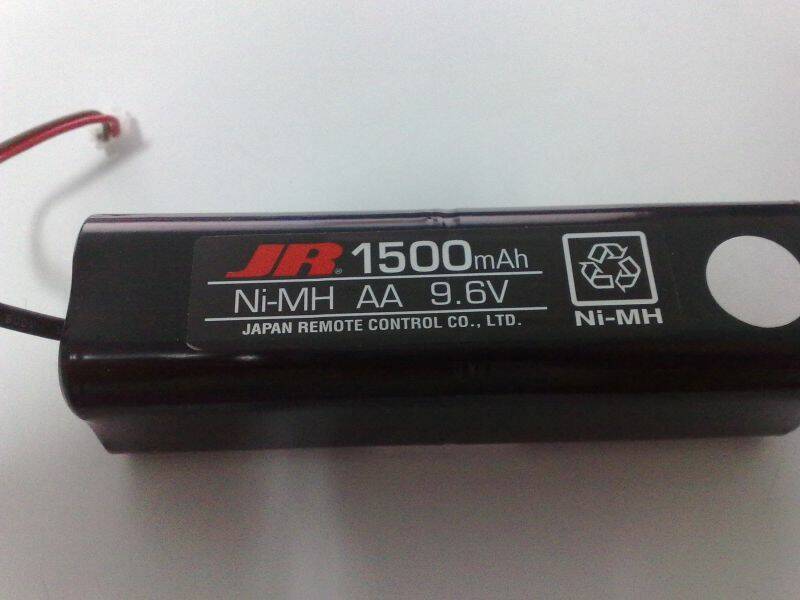 JR® 1500mAh
Ni-MH AA 9.6V
JAPAN REMOTE CONTROL CO., LTD.
Ni-MH